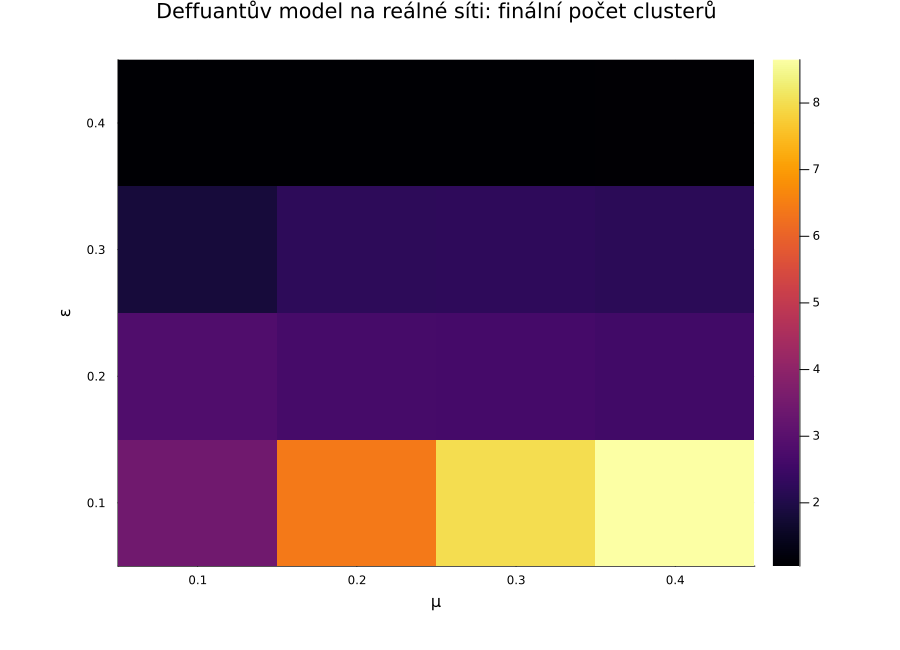 Deffuantův model na reálné síti: finální počet clusterů
0.4
0.3
0.2
0.1
ε
0.1 0.2 0.3 0.4
μ
8
7
6
5
4
3
2